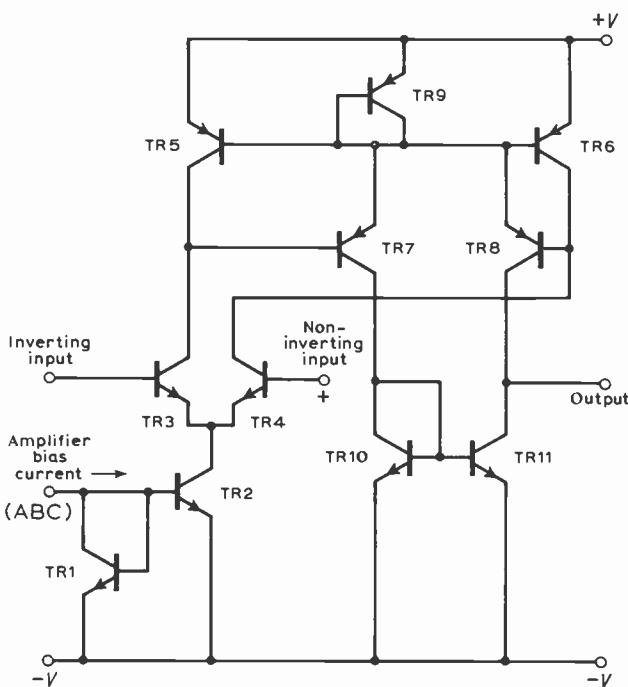 +V
TR9
TR5
TR6
TR7
TR8
Inverting
input
Non-
inverting
input
+
TR3
TR4
Output
Amplifier
bias
current →
(ABC)
TR2
TR10
TR11
TR1
-V
-V